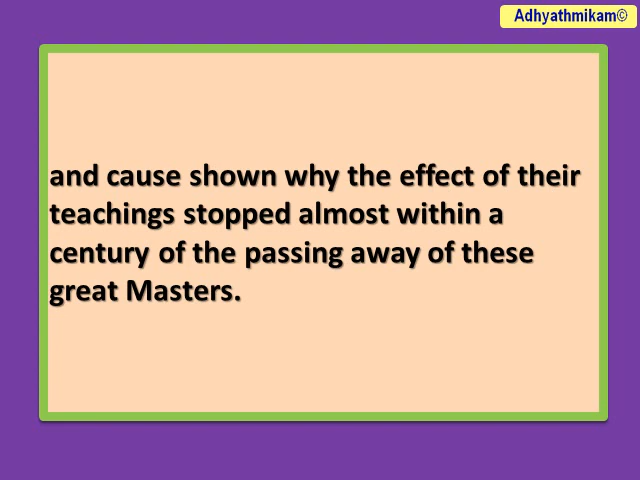 Adhyathmikam©
and cause shown why the effect of their
teachings stopped almost within a
century of the passing away of these
great Masters.